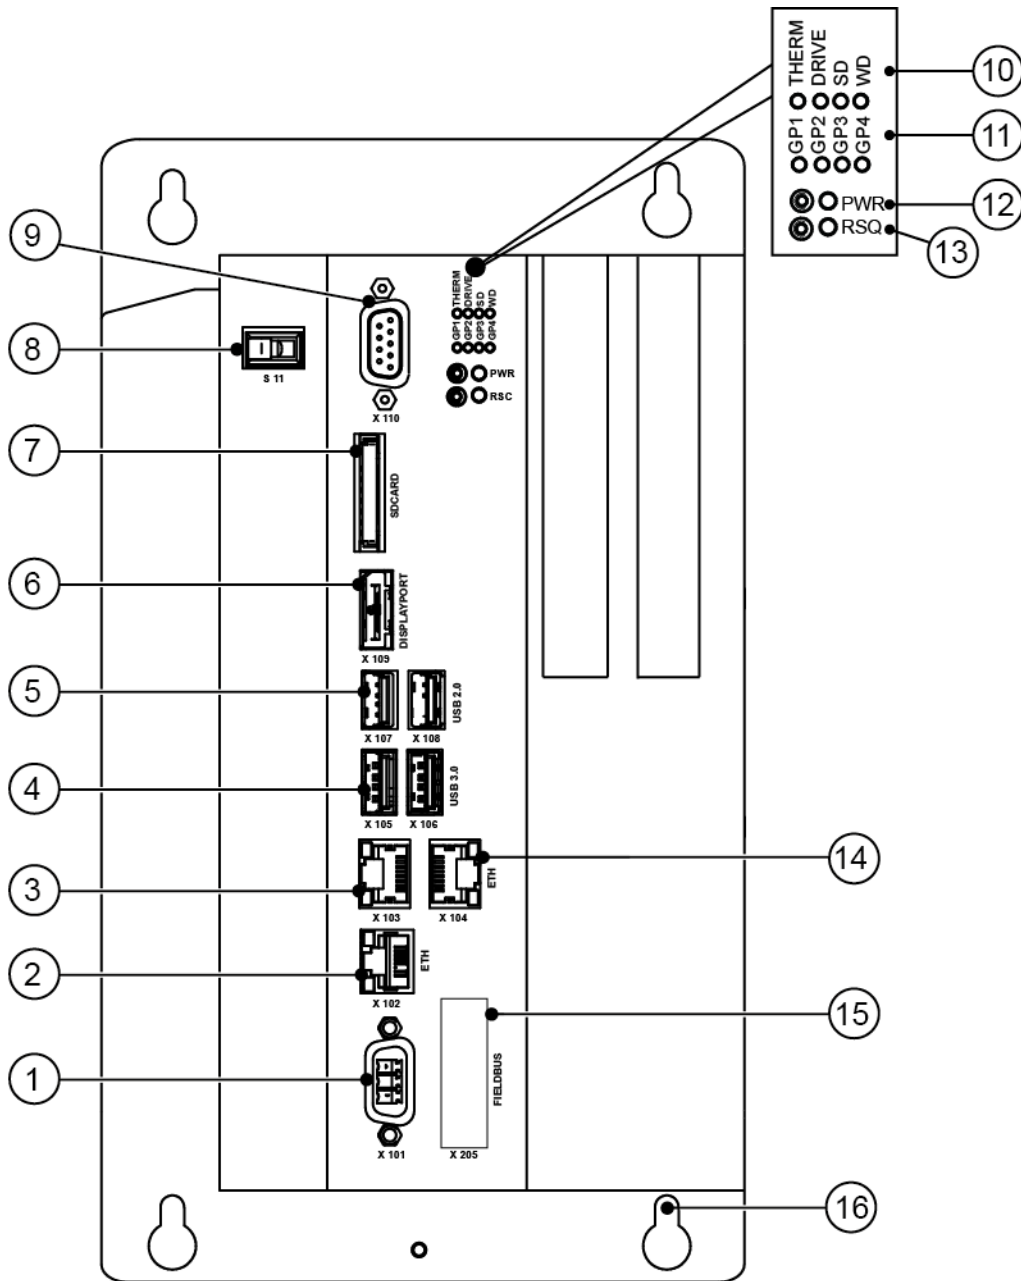 THERM
DRIVE
SD
WD
10
GP1
GP2
GP3
GP4
11
PWR
12
RSQ
13
9
THERM
DRIVE
SD
WD
GP1
GP2
GP3
GP4
8
S 11
PWR
RSC
X 110
7
SDCARD
6
DISPLAYPORT
X 109
5
USB 2.0
X 107
X 108
4
USB 3.0
X 105
X 106
3
ETH
14
X 103
X 104
2
ETH
X 102
15
1
FIELDBUS
X 101
X 205
16